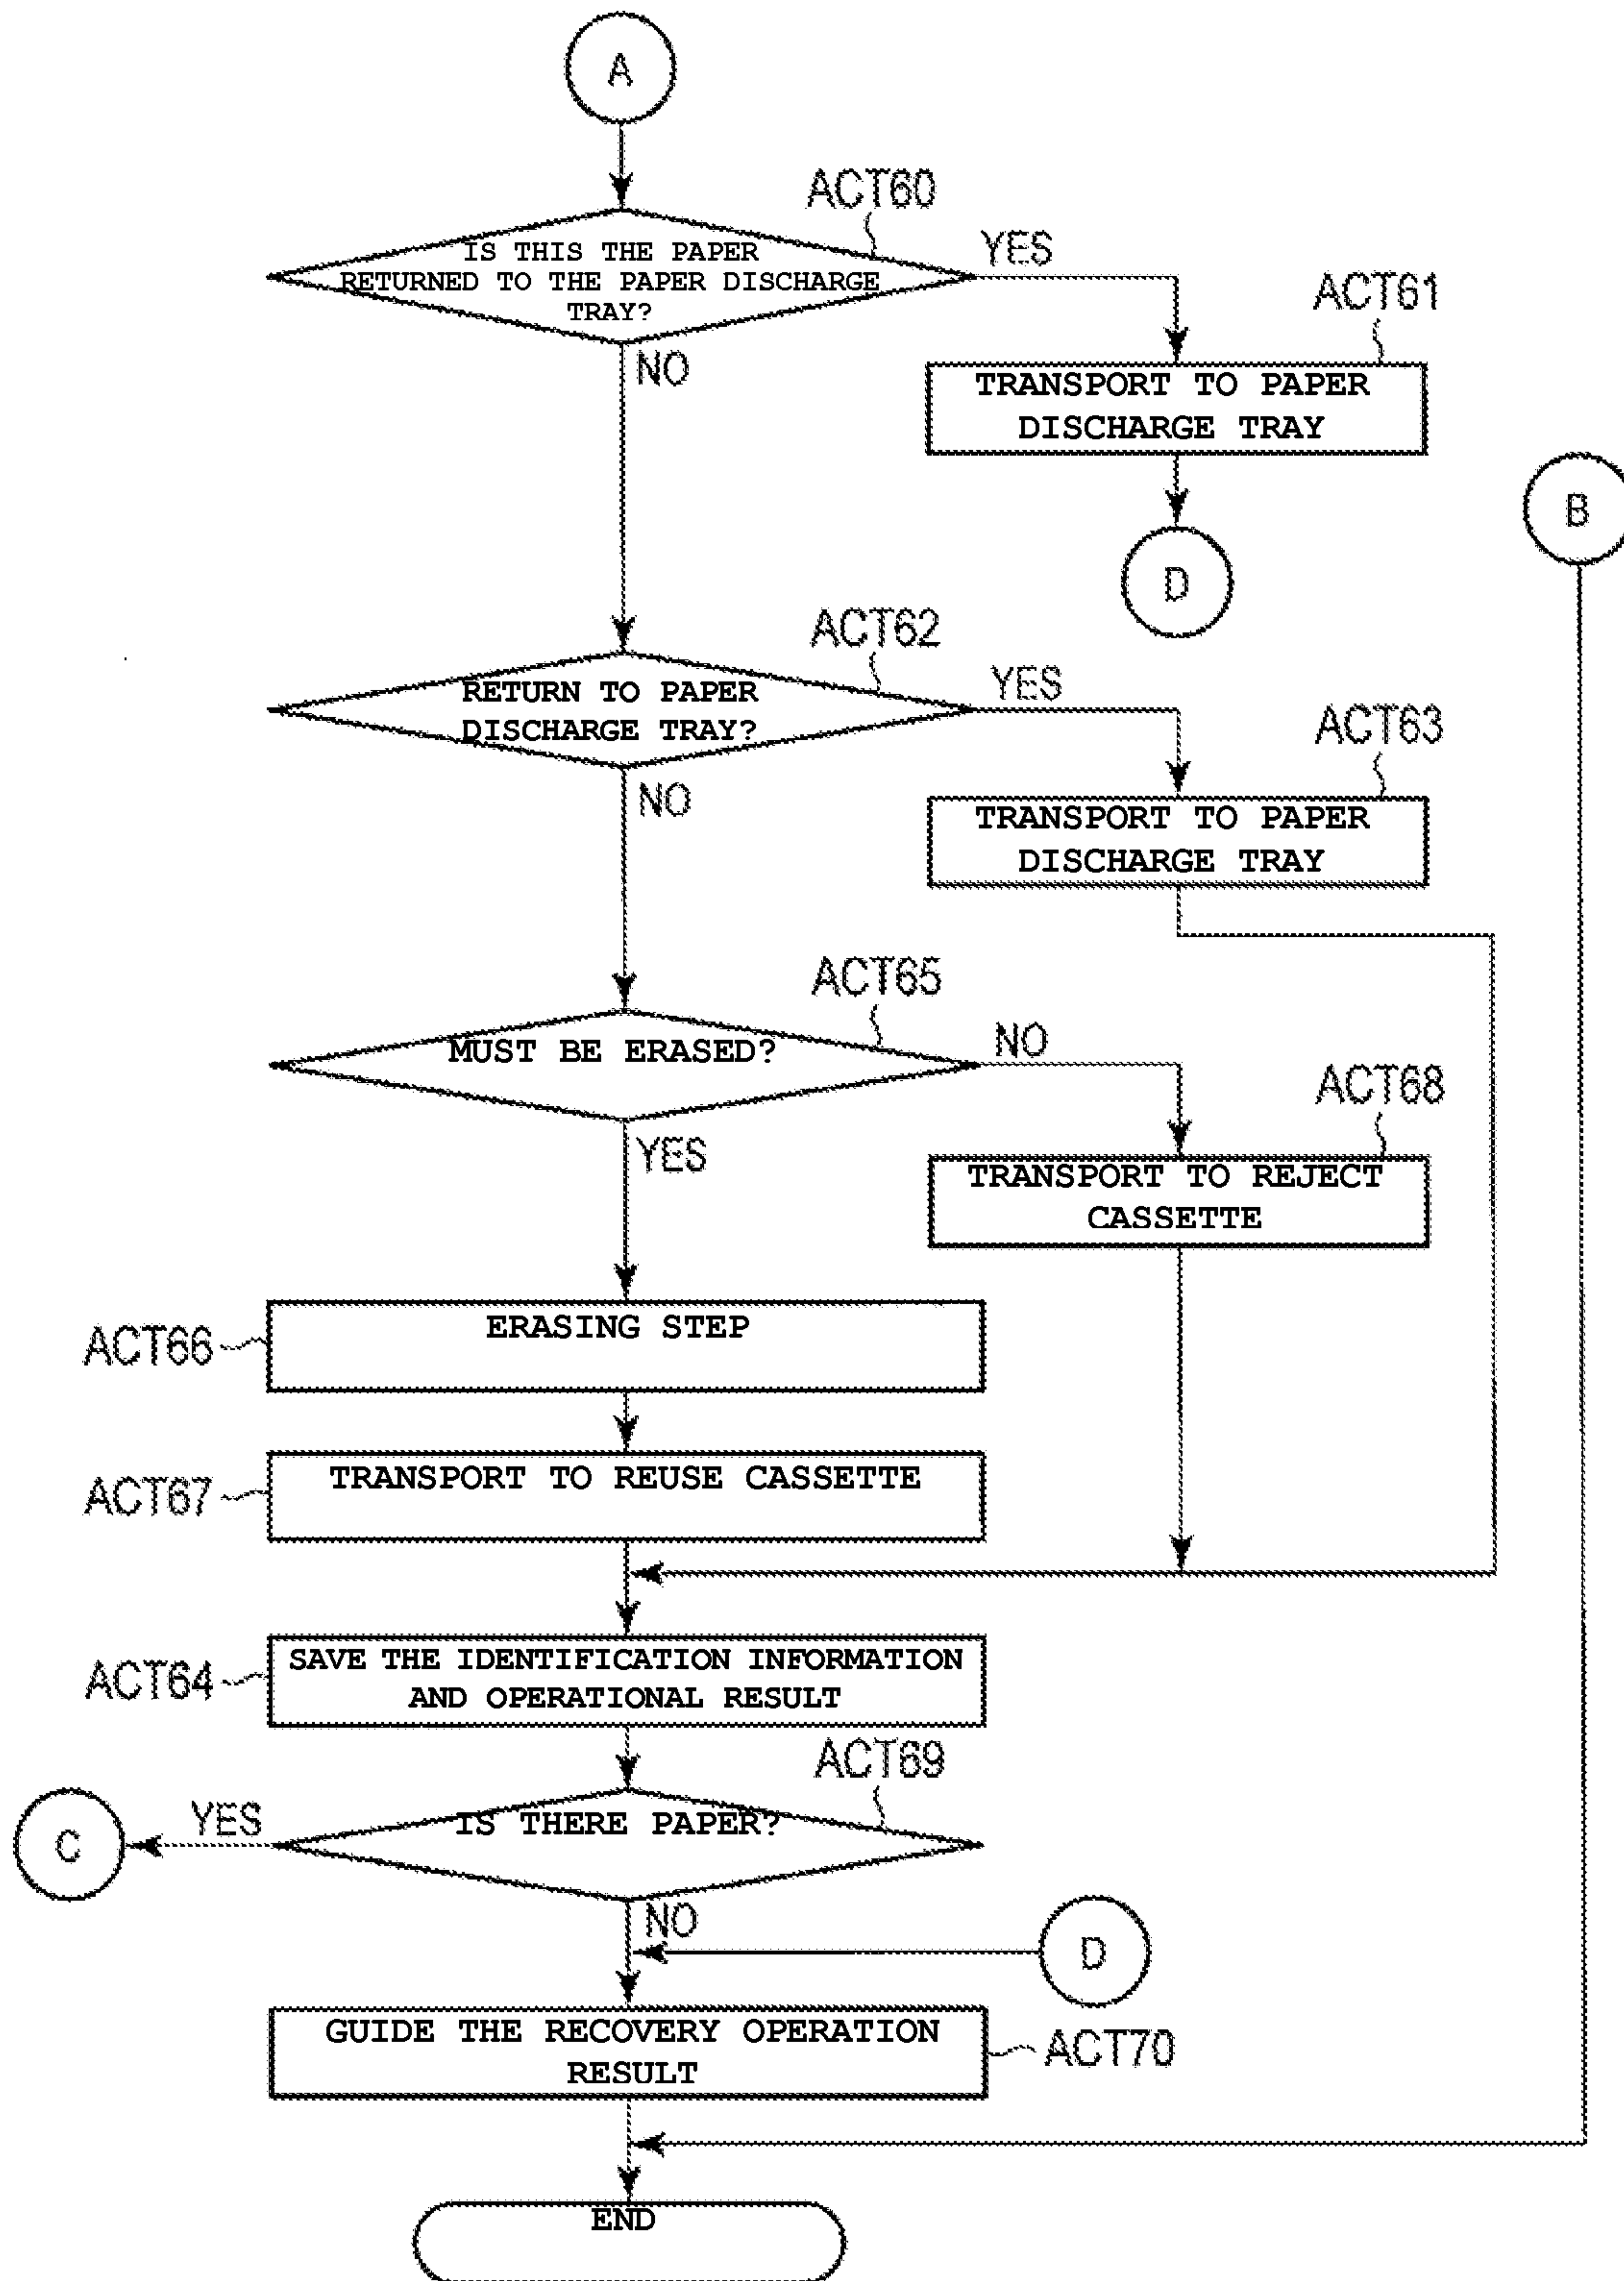 A
ACT60
IS THIS THE PAPER
RETURNED TO THE PAPER DISCHARGE
TRAY?
YES
NO
ACT61
TRANSPORT TO PAPER
DISCHARGE TRAY
D
B
ACT62
RETURN TO PAPER
DISCHARGE TRAY?
YES
NO
ACT63
TRANSPORT TO PAPER
DISCHARGE TRAY
ACT65
MUST BE ERASED?
NO
YES
ACT68
TRANSPORT TO REJECT
CASSETTE
ACT66
ERASING STEP
ACT67
TRANSPORT TO REUSE CASSETTE
ACT64
SAVE THE IDENTIFICATION INFORMATION
AND OPERATIONAL RESULT
ACT69
IS THERE PAPER?
YES
C
NO
D
GUIDE THE RECOVERY OPERATION
RESULT
ACT70
END